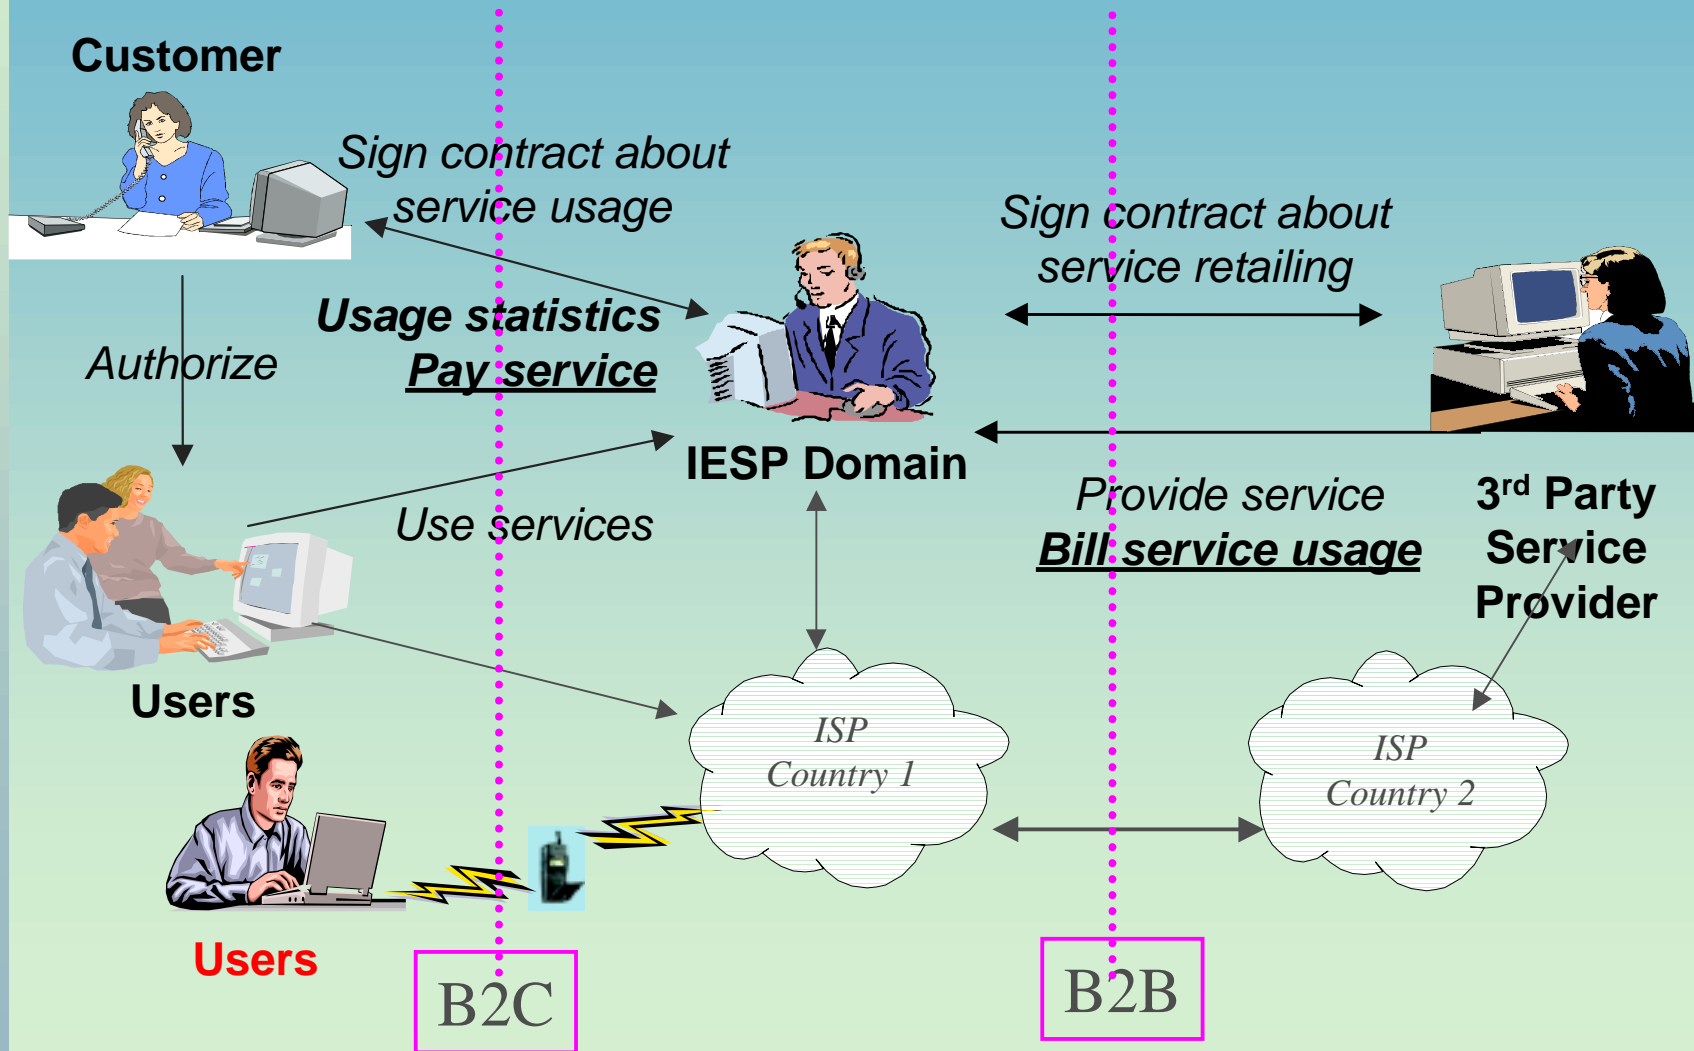 Customer
Sign contract about
service usage
Sign contract about
service retailing
Usage statistics
Pay service
Authorize
IESP Domain
Use services
Provide service
Bill service usage
3rd Party
Service
Provider
Users
ISP
Country 1
ISP
Country 2
Users
B2C
B2B